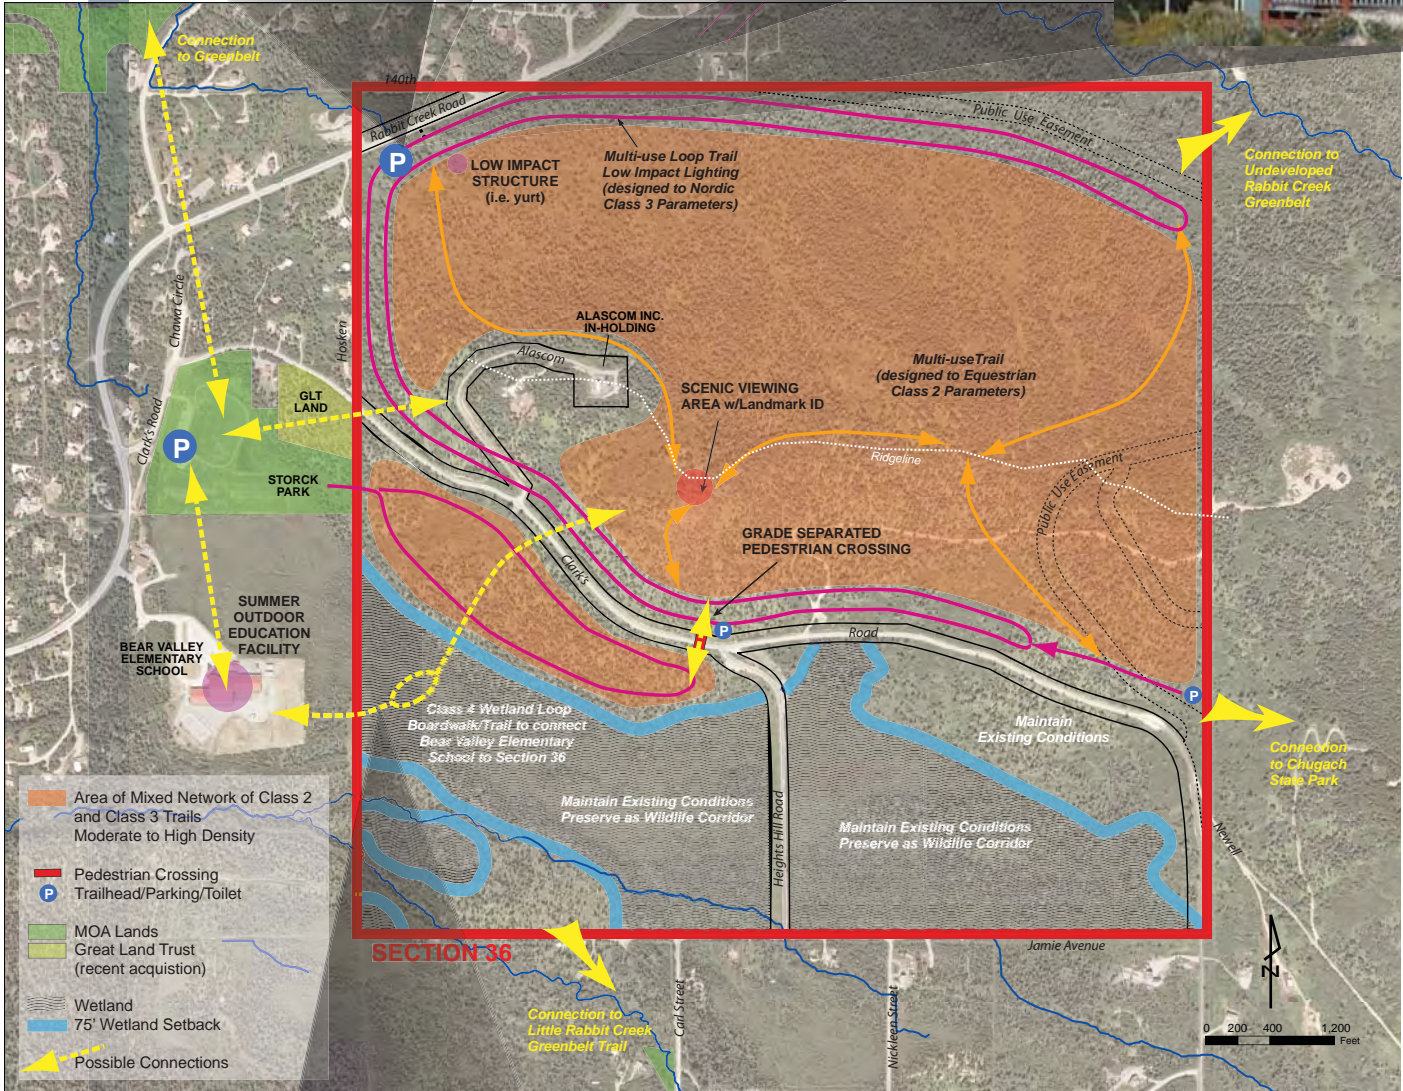 Connection
to Greenbelt
140th
Rabbit Creek Road
P
LOW IMPACT
STRUCTURE
(i.e. yurt)
Multi-use Loop Trail
Low Impact Lighting
(designed to Nordic
Class 3 Parameters)
Public Use Easement
Connection to
Undeveloped
Rabbit Creek
Greenbelt
Chawa Circle
Hosken
ALASCOM INC.
IN-HOLDING
Alascom
SCENIC VIEWING
AREA w/Landmark ID
Multi-useTrail
(designed to Equestrian
Class 2 Parameters)
GLT
LAND
Clark's Road
P
Ridgeline
Public Use Easement
STORCK
PARK
GRADE SEPARATED
PEDESTRIAN CROSSING
Clark's
Road
P
SUMMER
OUTDOOR
EDUCATION
FACILITY
BEAR VALLEY
ELEMENTARY
SCHOOL
P
Class 4 Wetland Loop
Boardwalk/Trail to connect
Bear Valley Elementary
School to Section 36
Maintain
Existing Conditions
Connection
to Chugach
State Park
Maintain Existing Conditions
Preserve as Wildlife Corridor
Heights Hill Road
Maintain Existing Conditions
Preserve as Wildlife Corridor
Newell
Area of Mixed Network of Class 2
and Class 3 Trails
Moderate to High Density
Pedestrian Crossing
P Trailhead/Parking/Toilet
MOA Lands
Great Land Trust
(recent acquistion)
Wetland
75' Wetland Setback
Possible Connections
SECTION 36
Jamie Avenue
Connection to
Little Rabbit Creek
Greenbelt Trail
Carl Street
Nickleen Street
N
0 200 400 1,200
Feet